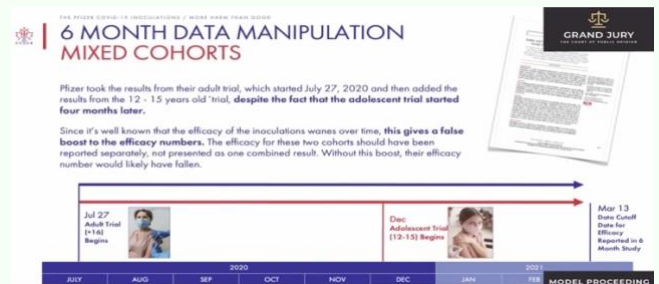 THE PFIZER COVID-19 INOCULATIONS / MORE HARM THAN GOOD
6 MONTH DATA MANIPULATION
MIXED COHORTS
GRAND JURY
THE COURT OF PUBLIC OPINION
Pfizer took the results from their adult trial, which started July 27, 2020 and then added the
results from the 12 - 15 years old 'trial, despite the fact that the adolescent trial started
four months later.
Since it's well known that the efficacy of the inoculations wanes over time, this gives a false
boost to the efficacy numbers. The efficacy for these two cohorts should have been
reported separately, not presented as one combined result. Without this boost, their efficacy
number would likely have fallen.
Jul 27
Adult Trial
(+16)
Begins
Dec
Adolescent Trial
(12-15) Begins
Mar 13
Data Cutoff
Date for
Efficacy
Reported in 6
Month Study
2020
2021
JULY AUG SEP OCT NOV DEC JAN FEB
MODEL PROCEEDING